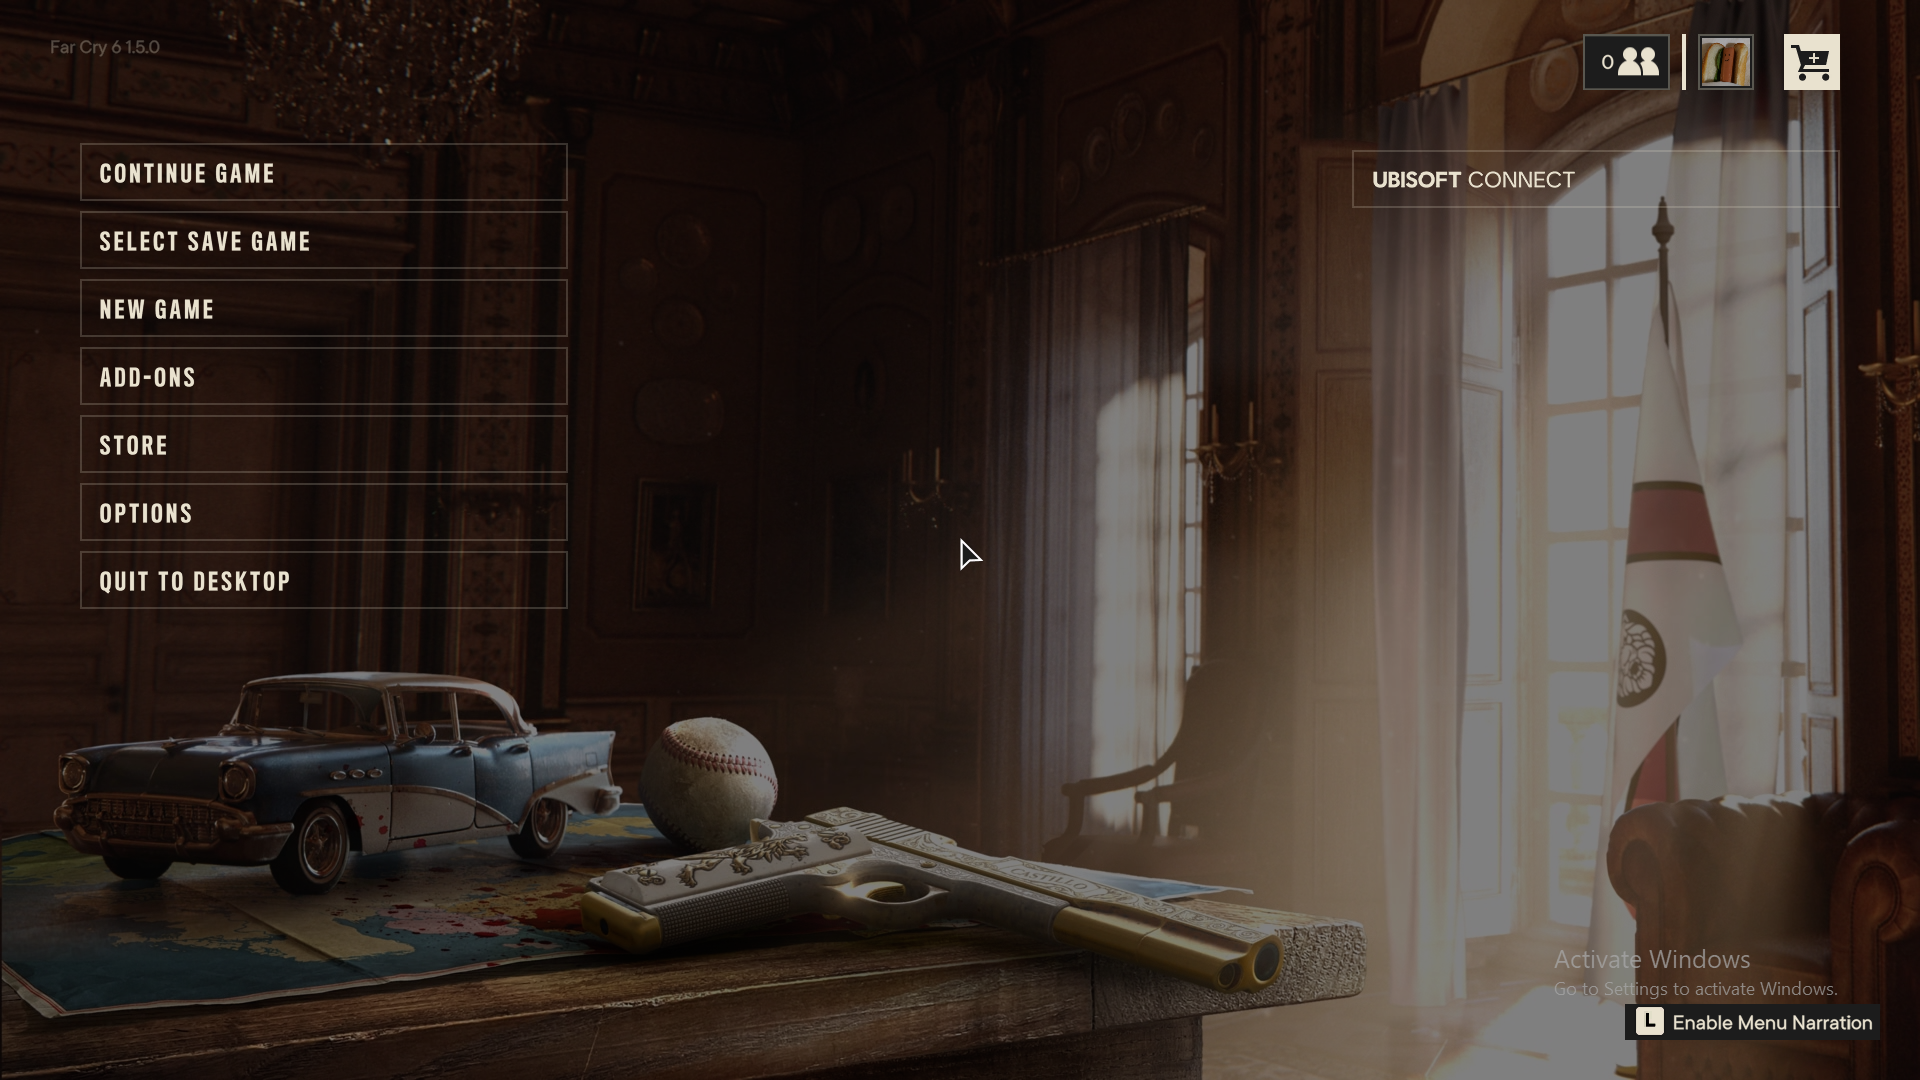 Far Cry 6 1.5.0
0
CONTINUE GAME
SELECT SAVE GAME
NEW GAME
ADD-ONS
STORE
OPTIONS
QUIT TO DESKTOP
UBISOFT CONNECT
CASTILLO
Activate Windows
Go to Settings to activate Windows.
L Enable Menu Narration